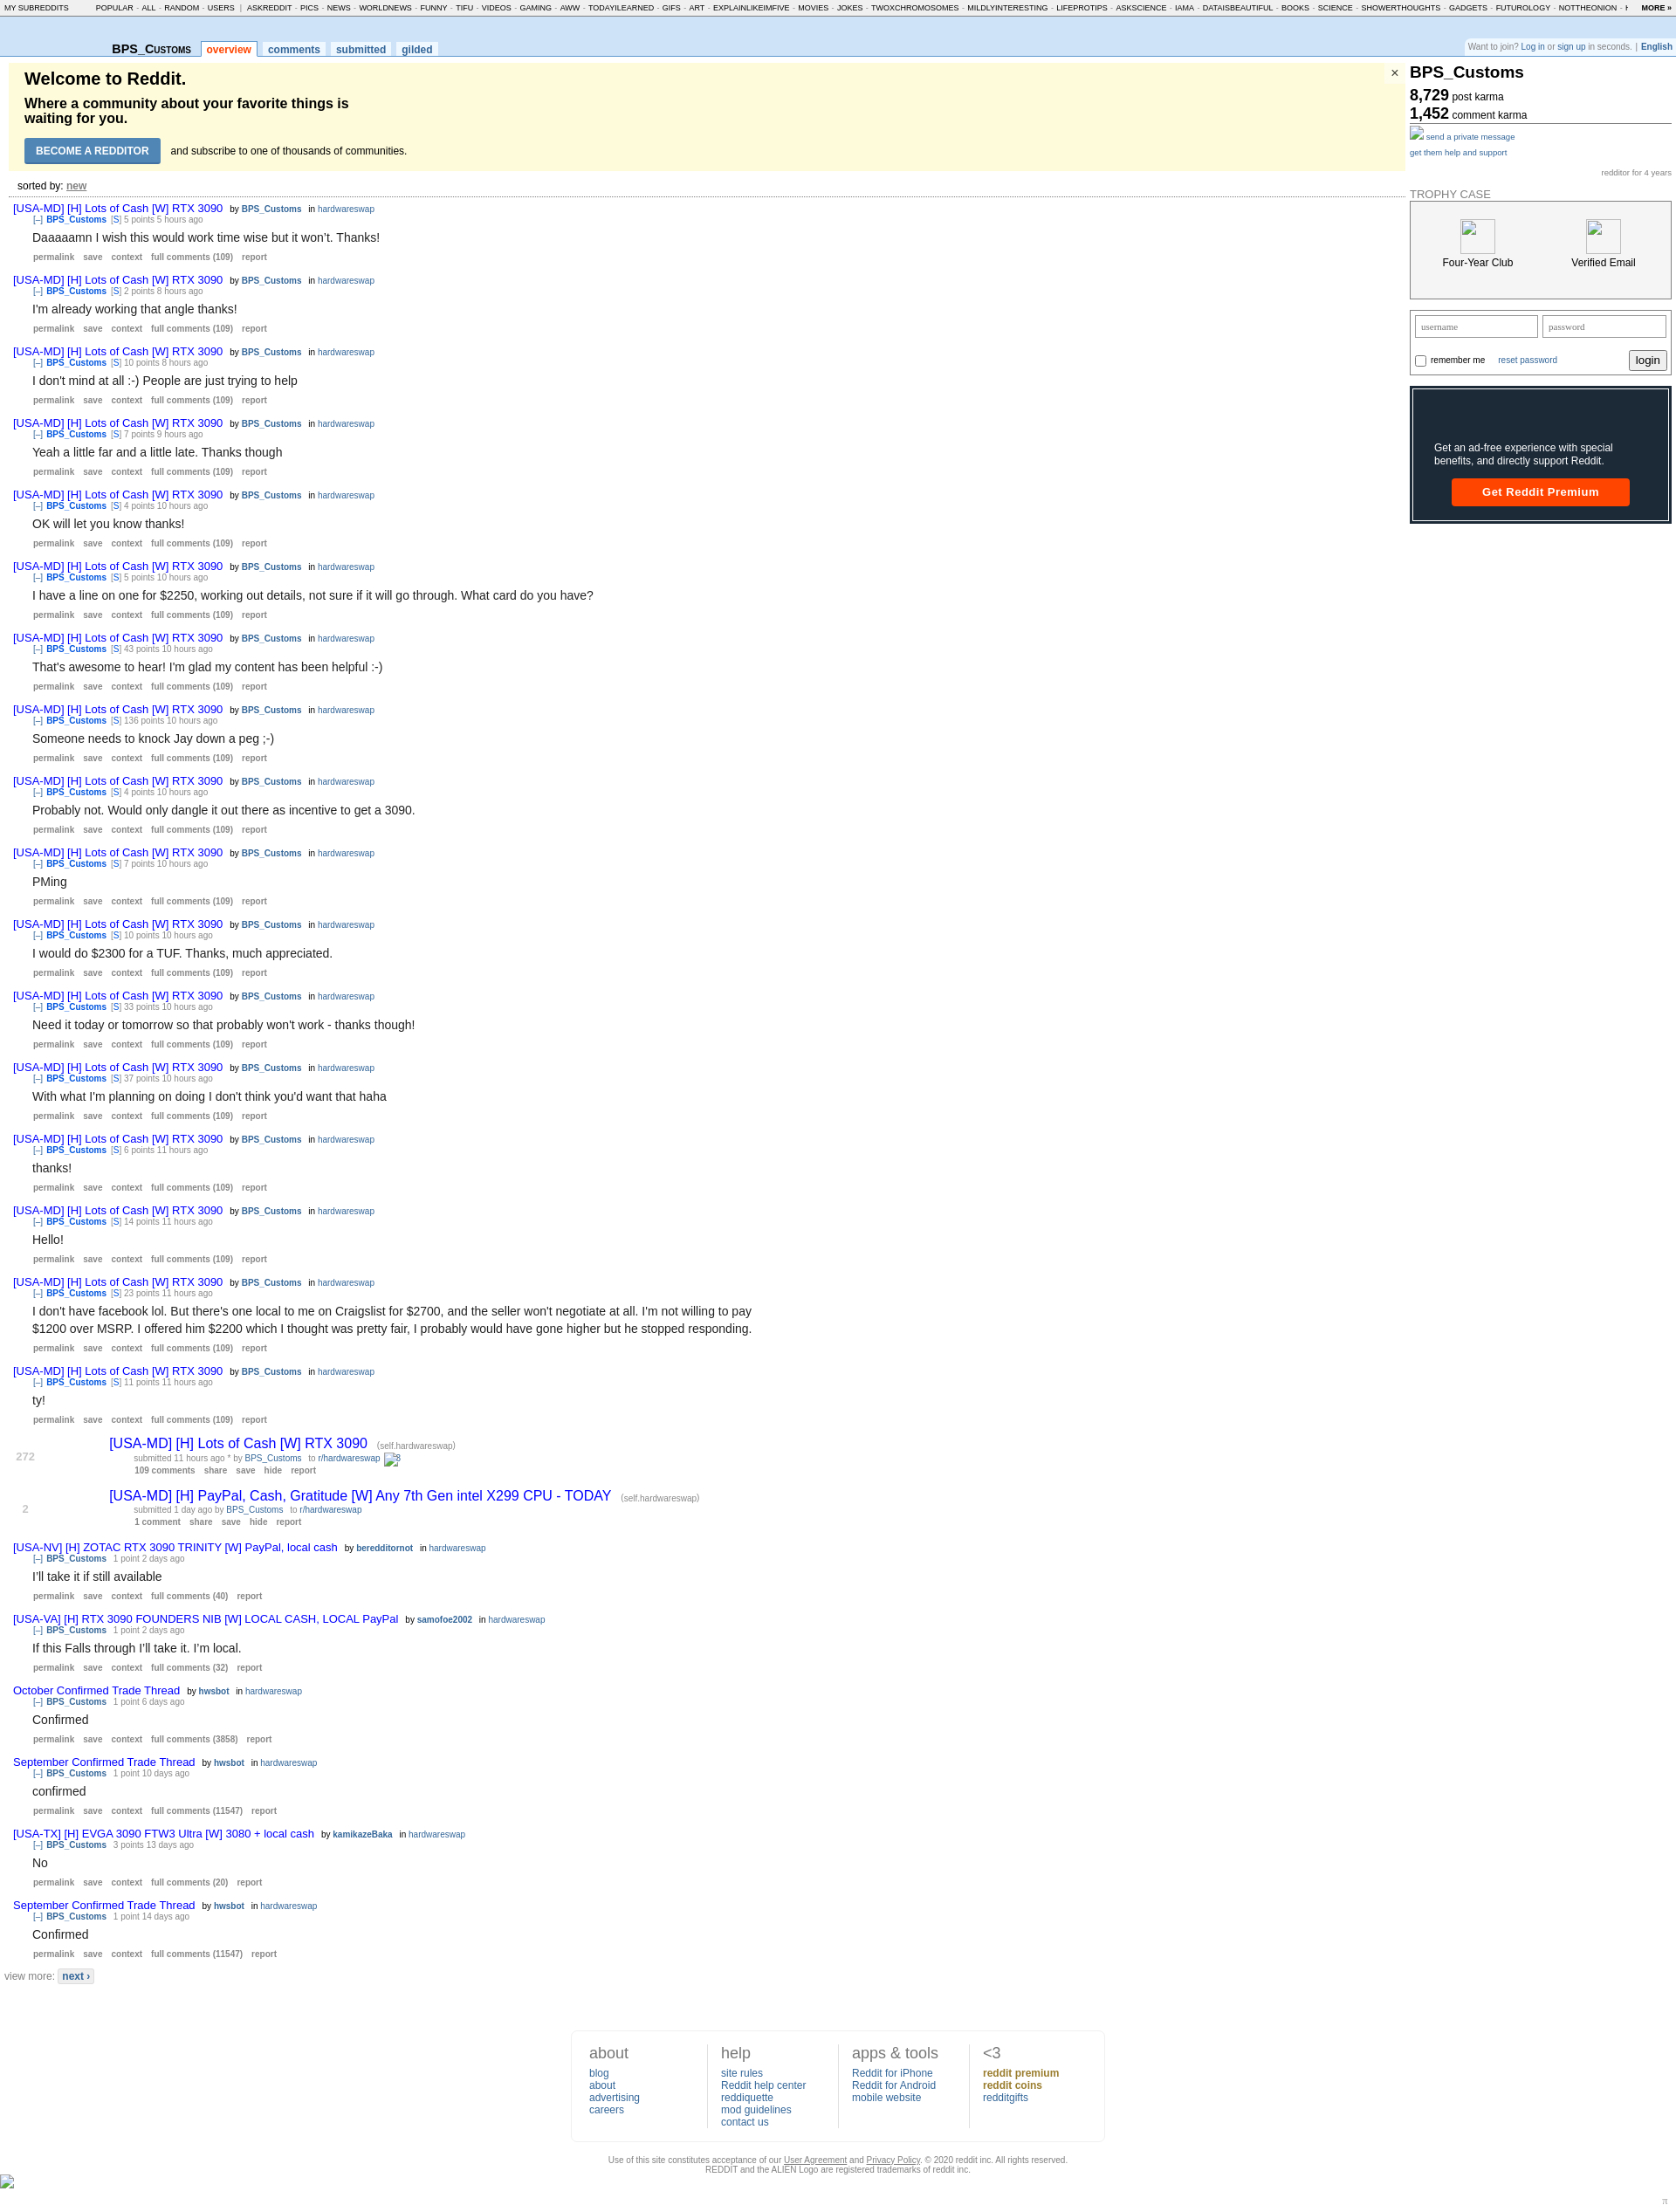 MY SUBREDDITS POPULAR - ALL - RANDOM - USERS | ASKREDDIT - PICS - NEWS - WORLDNEWS - FUNNY - TIFU - VIDEOS - GAMING - AWW - TODAYILEARNED - GIFS - ART - EXPLAINLIKEIMFIVE - MOVIES - JOKES - TWOXCHROMOSOMES - MILDLYINTERESTING - LIFEPROTIPS - ASKSCIENCE - IAMA - DATAISBEAUTIFUL - BOOKS - SCIENCE - SHOWERTHOUGHTS - GADGETS - FUTUROLOGY - NOTTHEONION - MORE »
BPS_CUSTOMS overview comments submitted gilded
Want to join? Log in or sign up in seconds. | English
Welcome to Reddit.
×
Where a community about your favorite things is
waiting for you.
BECOME A REDDITOR and subscribe to one of thousands of communities.
sorted by: new
[USA-MD] [H] Lots of Cash [W] RTX 3090 by BPS_Customs in hardwareswap
[–] BPS_Customs [S] 5 points 5 hours ago
Daaaaamn I wish this would work time wise but it won't. Thanks!
permalink save context full comments (109) report
[USA-MD] [H] Lots of Cash [W] RTX 3090 by BPS_Customs in hardwareswap
[–] BPS_Customs [S] 2 points 8 hours ago
I'm already working that angle thanks!
permalink save context full comments (109) report
[USA-MD] [H] Lots of Cash [W] RTX 3090 by BPS_Customs in hardwareswap
[–] BPS_Customs [S] 10 points 8 hours ago
I don't mind at all :-) People are just trying to help
permalink save context full comments (109) report
[USA-MD] [H] Lots of Cash [W] RTX 3090 by BPS_Customs in hardwareswap
[–] BPS_Customs [S] 7 points 9 hours ago
Yeah a little far and a little late. Thanks though
permalink save context full comments (109) report
[USA-MD] [H] Lots of Cash [W] RTX 3090 by BPS_Customs in hardwareswap
[–] BPS_Customs [S] 4 points 10 hours ago
OK will let you know thanks!
permalink save context full comments (109) report
[USA-MD] [H] Lots of Cash [W] RTX 3090 by BPS_Customs in hardwareswap
[–] BPS_Customs [S] 5 points 10 hours ago
I have a line on one for $2250, working out details, not sure if it will go through. What card do you have?
permalink save context full comments (109) report
[USA-MD] [H] Lots of Cash [W] RTX 3090 by BPS_Customs in hardwareswap
[–] BPS_Customs [S] 43 points 10 hours ago
That's awesome to hear! I'm glad my content has been helpful :-)
permalink save context full comments (109) report
[USA-MD] [H] Lots of Cash [W] RTX 3090 by BPS_Customs in hardwareswap
[–] BPS_Customs [S] 136 points 10 hours ago
Someone needs to knock Jay down a peg ;-)
permalink save context full comments (109) report
[USA-MD] [H] Lots of Cash [W] RTX 3090 by BPS_Customs in hardwareswap
[–] BPS_Customs [S] 4 points 10 hours ago
Probably not. Would only dangle it out there as incentive to get a 3090.
permalink save context full comments (109) report
[USA-MD] [H] Lots of Cash [W] RTX 3090 by BPS_Customs in hardwareswap
[–] BPS_Customs [S] 7 points 10 hours ago
PMing
permalink save context full comments (109) report
[USA-MD] [H] Lots of Cash [W] RTX 3090 by BPS_Customs in hardwareswap
[–] BPS_Customs [S] 10 points 10 hours ago
I would do $2300 for a TUF. Thanks, much appreciated.
permalink save context full comments (109) report
[USA-MD] [H] Lots of Cash [W] RTX 3090 by BPS_Customs in hardwareswap
[–] BPS_Customs [S] 33 points 10 hours ago
Need it today or tomorrow so that probably won't work - thanks though!
permalink save context full comments (109) report
[USA-MD] [H] Lots of Cash [W] RTX 3090 by BPS_Customs in hardwareswap
[–] BPS_Customs [S] 37 points 10 hours ago
With what I'm planning on doing I don't think you'd want that haha
permalink save context full comments (109) report
[USA-MD] [H] Lots of Cash [W] RTX 3090 by BPS_Customs in hardwareswap
[–] BPS_Customs [S] 6 points 11 hours ago
thanks!
permalink save context full comments (109) report
[USA-MD] [H] Lots of Cash [W] RTX 3090 by BPS_Customs in hardwareswap
[–] BPS_Customs [S] 14 points 11 hours ago
Hello!
permalink save context full comments (109) report
[USA-MD] [H] Lots of Cash [W] RTX 3090 by BPS_Customs in hardwareswap
[–] BPS_Customs [S] 23 points 11 hours ago
I don't have facebook lol. But there's one local to me on Craigslist for $2700, and the seller won't negotiate at all. I'm not willing to pay
$1200 over MSRP. I offered him $2200 which I thought was pretty fair, I probably would have gone higher but he stopped responding.
permalink save context full comments (109) report
[USA-MD] [H] Lots of Cash [W] RTX 3090 by BPS_Customs in hardwareswap
[–] BPS_Customs [S] 11 points 11 hours ago
ty!
permalink save context full comments (109) report
272 [USA-MD] [H] Lots of Cash [W] RTX 3090 (self.hardwareswap)
submitted 11 hours ago * by BPS_Customs to r/hardwareswap 3
109 comments share save hide report
2 [USA-MD] [H] PayPal, Cash, Gratitude [W] Any 7th Gen intel X299 CPU - TODAY (self.hardwareswap)
submitted 1 day ago by BPS_Customs to r/hardwareswap
1 comment share save hide report
[USA-NV] [H] ZOTAC RTX 3090 TRINITY [W] PayPal, local cash by beredditornot in hardwareswap
[–] BPS_Customs 1 point 2 days ago
I'll take it if still available
permalink save context full comments (40) report
[USA-VA] [H] RTX 3090 FOUNDERS NIB [W] LOCAL CASH, LOCAL PayPal by samofoe2002 in hardwareswap
[–] BPS_Customs 1 point 2 days ago
If this Falls through I'll take it. I'm local.
permalink save context full comments (32) report
October Confirmed Trade Thread by hwsbot in hardwareswap
[–] BPS_Customs 1 point 6 days ago
Confirmed
permalink save context full comments (3858) report
September Confirmed Trade Thread by hwsbot in hardwareswap
[–] BPS_Customs 1 point 10 days ago
confirmed
permalink save context full comments (11547) report
[USA-TX] [H] EVGA 3090 FTW3 Ultra [W] 3080 + local cash by kamikazeBaka in hardwareswap
[–] BPS_Customs 3 points 13 days ago
No
permalink save context full comments (20) report
September Confirmed Trade Thread by hwsbot in hardwareswap
[–] BPS_Customs 1 point 14 days ago
Confirmed
permalink save context full comments (11547) report
view more: next ›
BPS_Customs
8,729 post karma
1,452 comment karma
send a private message
get them help and support
redditor for 4 years
TROPHY CASE
Four-Year Club Verified Email
username password
remember me reset password login
Get an ad-free experience with special
benefits, and directly support Reddit.
Get Reddit Premium
about
blog
about
advertising
careers
help
site rules
Reddit help center
reddiquette
mod guidelines
contact us
apps & tools
Reddit for iPhone
Reddit for Android
mobile website
<3
reddit premium
reddit coins
redditgifts
Use of this site constitutes acceptance of our User Agreement and Privacy Policy. © 2020 reddit inc. All rights reserved.
REDDIT and the ALIEN Logo are registered trademarks of reddit inc.
π